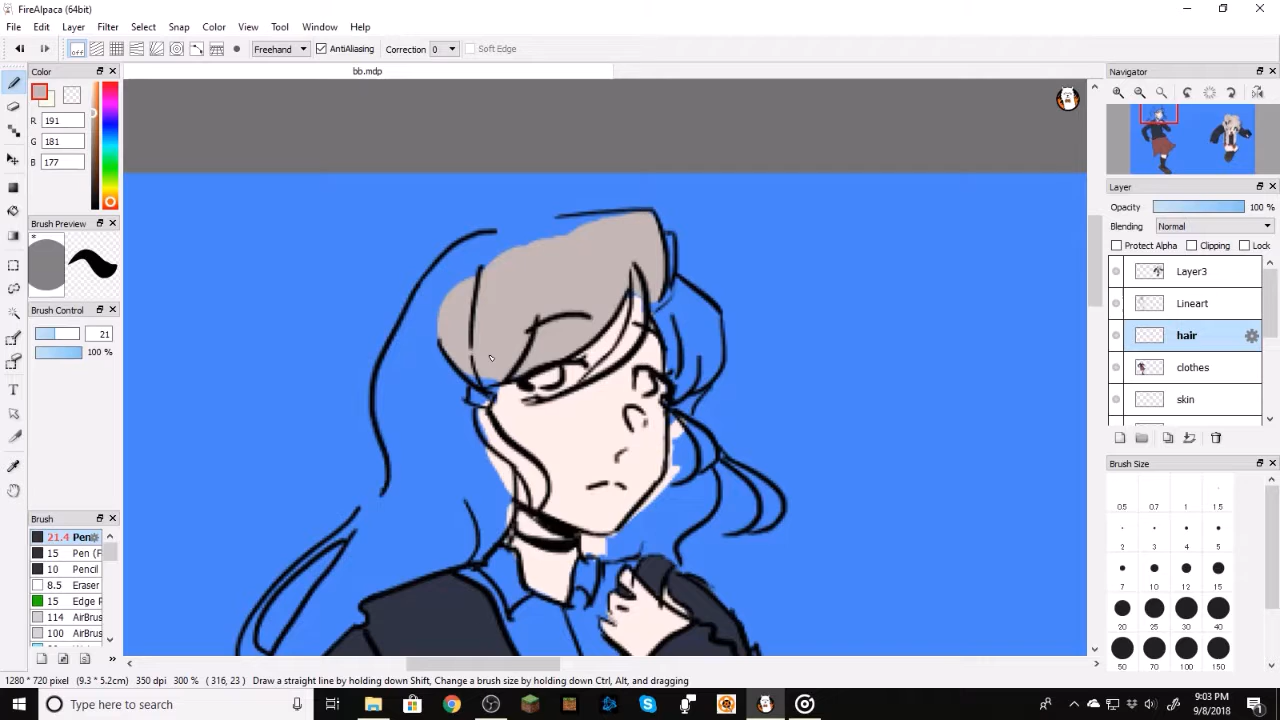 FireAlpaca (64bit)
File Edit Layer Filter Select Snap Color View Tool Window Help
off Freehand AntiAliasing Correction 0 Soft Edge
Color bb.mdp Navigator
R 191
G 181
B 177
Layer
Opacity 100 %
Brush Preview
Blending Normal
*
Protect Alpha Clipping Lock
Layer3
Lineart
Brush Control
21
hair
100 %
clothes
skin
Brush Size
0.5 0.7 1 1.5
2 3 4 5
7 10 12 15
20 25 30 40
50 70 100 150
Brush
21.4 Pen
15 Pen (F
10 Pencil
8.5 Eraser
15 Edge P
114 AirBrus
100 AirBrus
1280 * 720 pixel (9.3 * 5.2cm) 350 dpi 300 % ( 316, 23 ) Draw a straight line by holding down Shift, Change a brush size by holding down Ctrl, Alt, and dragging
Type here to search
9:03 PM
9/8/2018